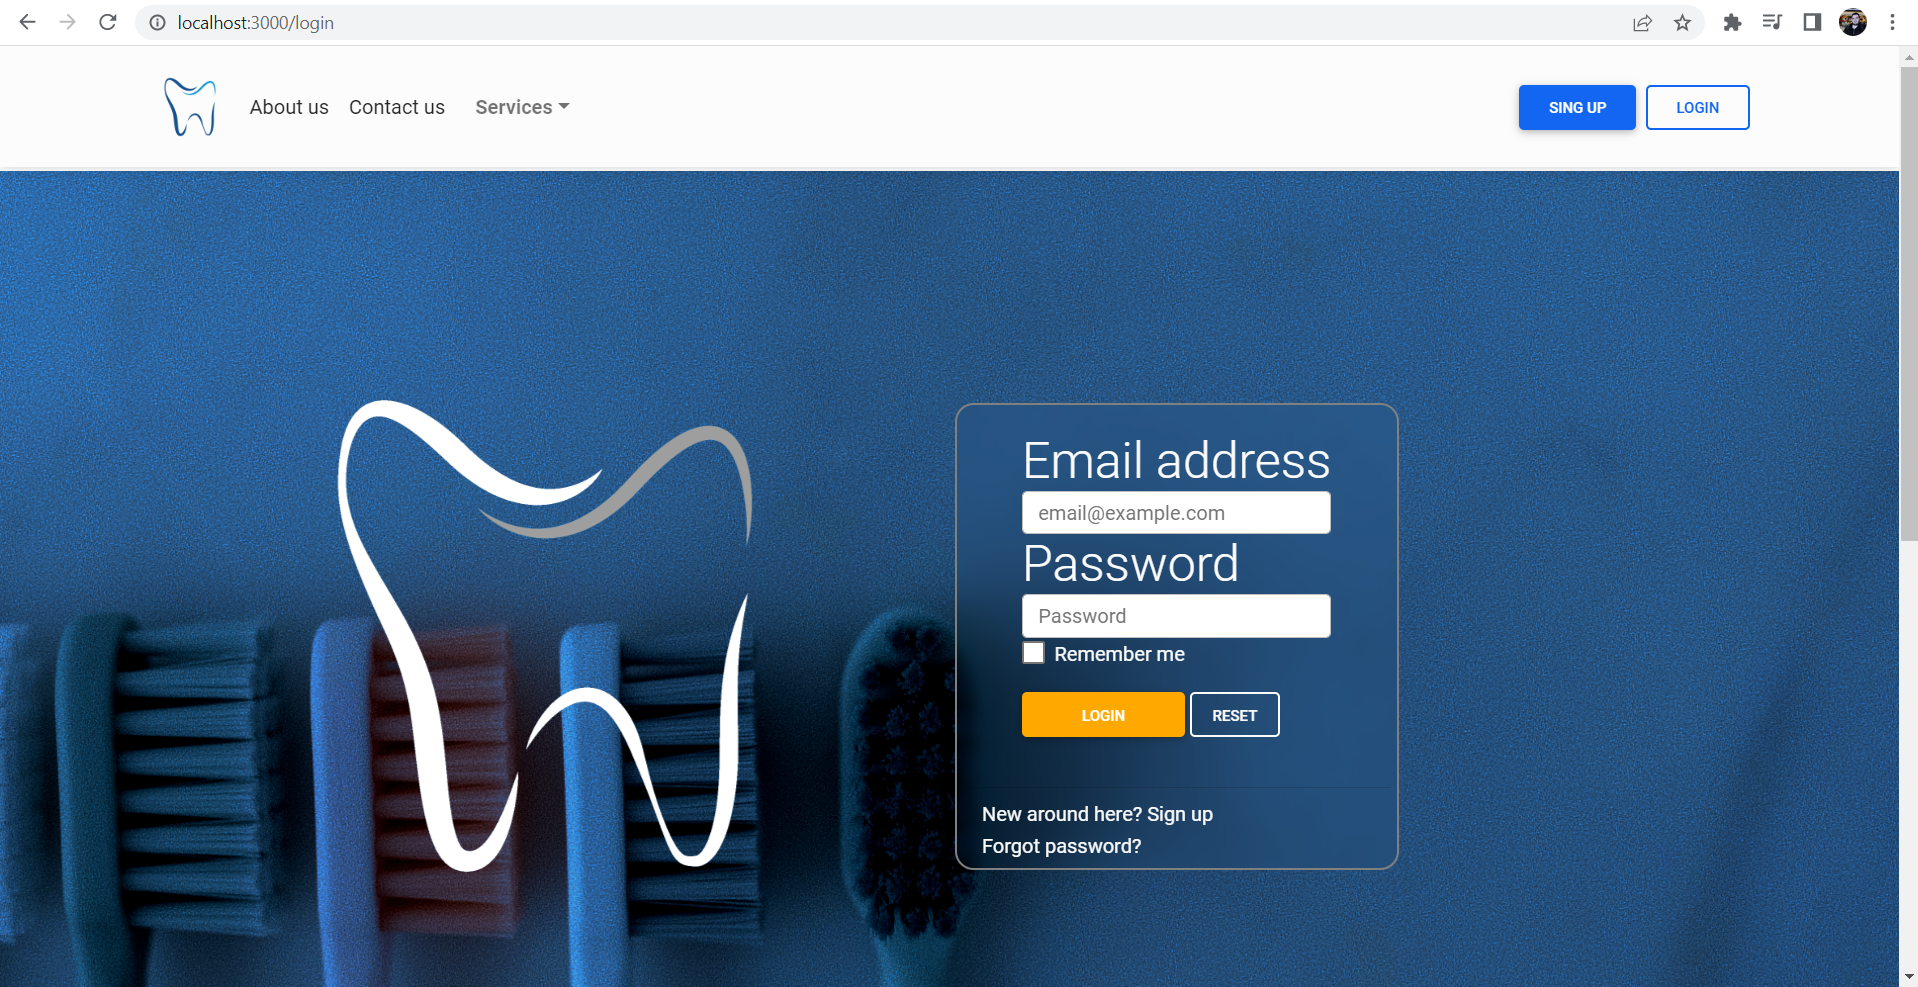 localhost:3000/login
About us Contact us Services SING UP LOGIN
Email address
email@example.com
Password
Password
Remember me
LOGIN RESET
New around here? Sign up
Forgot password?